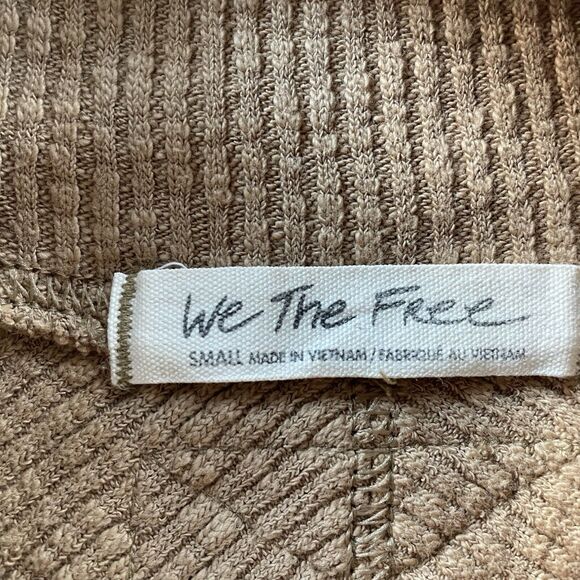 We The Free
SMALL MADE IN VIETNAM / FABRIQUÉ AU VIETNAM